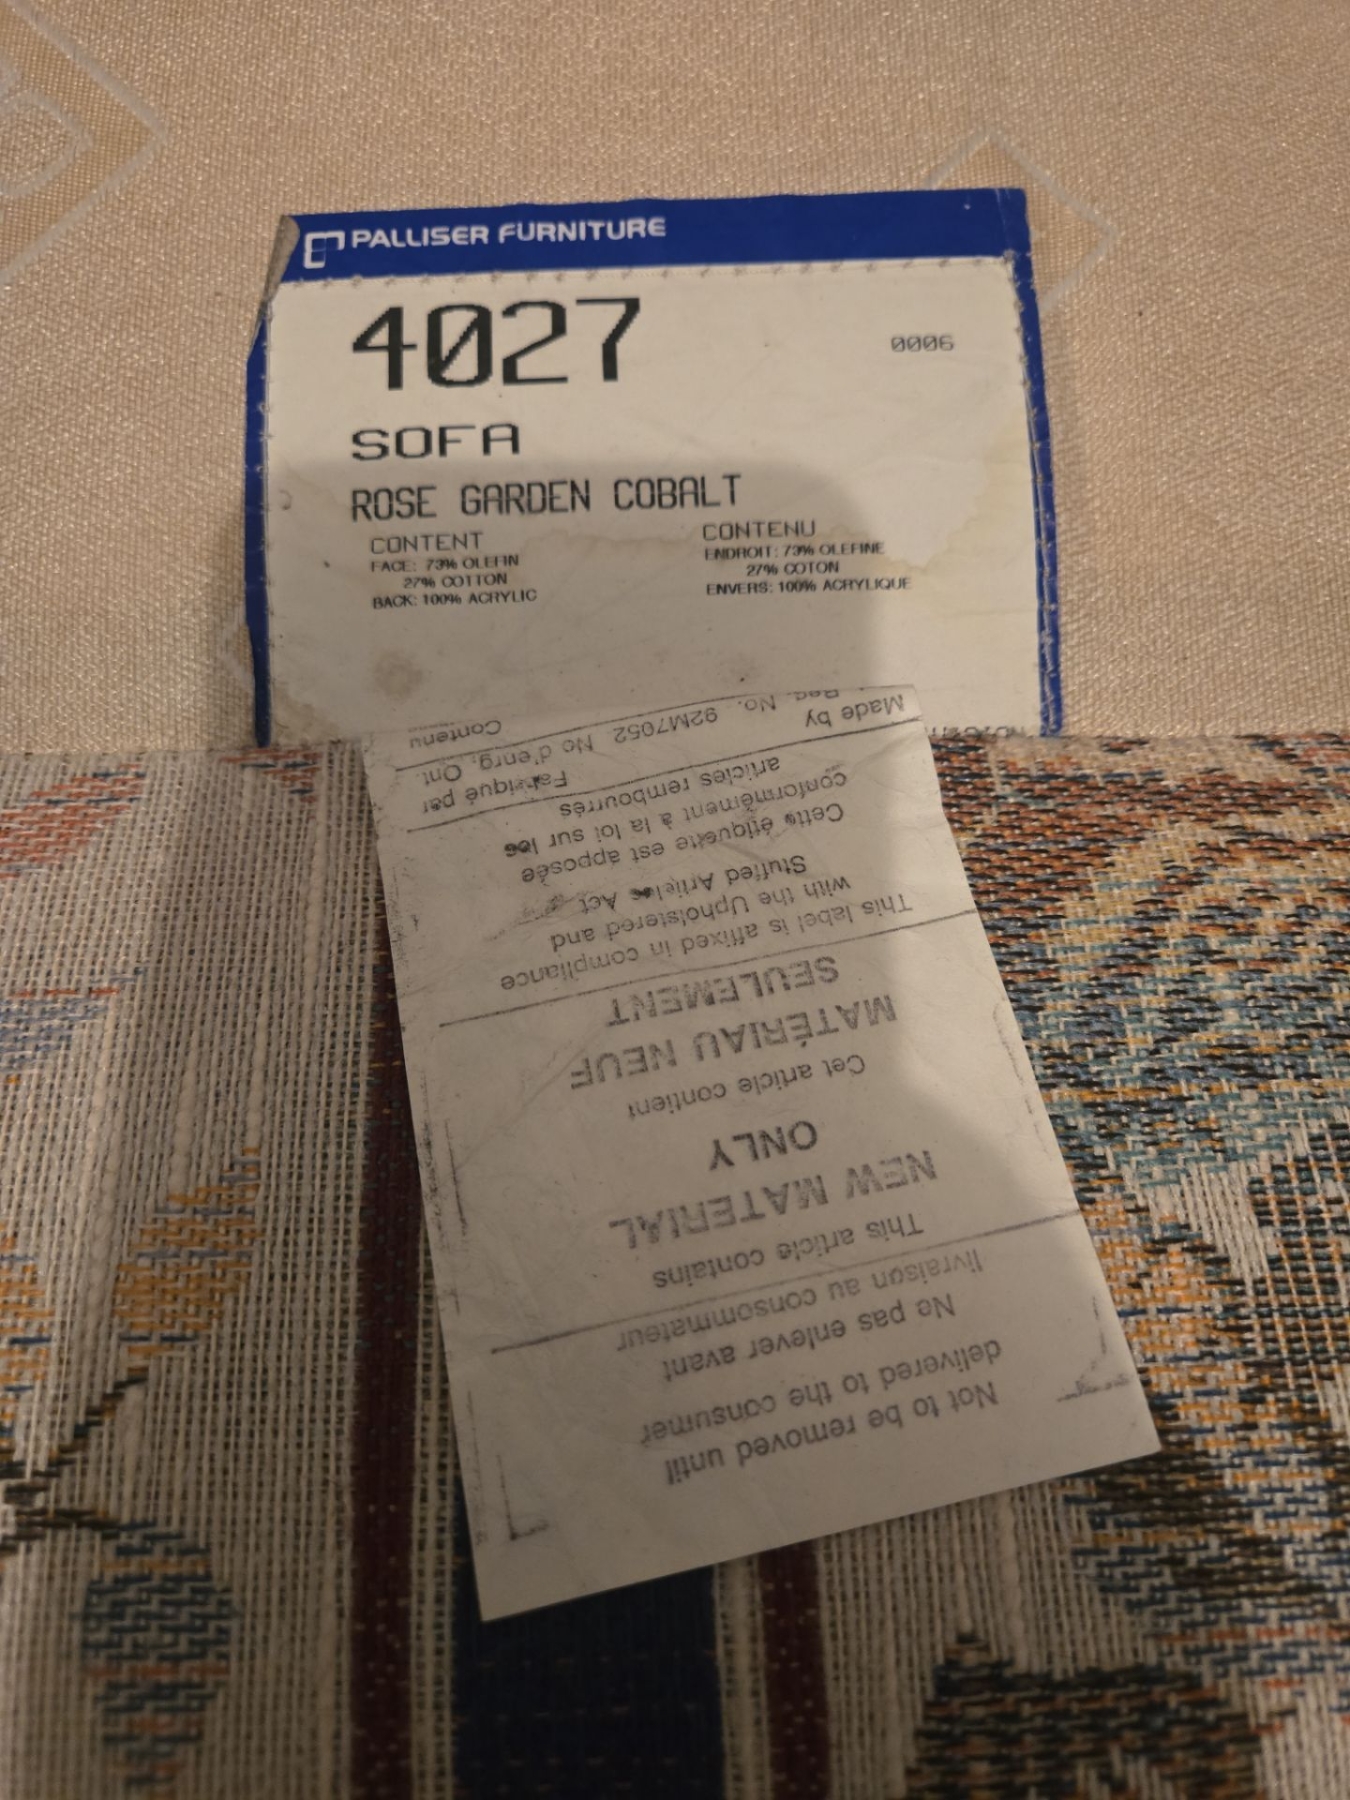 PALLISER FURNITURE
4027
0006
SOFA
ROSE GARDEN COBALT
CONTENT
FACE: 73% OLEFIN
27% COTTON
BACK: 100% ACRYLIC
CONTENU
ENDROIT: 73% OLEFINE
27% COTON
ENVERS: 100% ACRYLIQUE
Not to be removed until
delivered to the consumer
Ne pas enlever avant
livraison au consommateur
This article contains
NEW MATERIAL
ONLY
Cet article contient
MATÉRIAU NEUF
SEULEMENT
This label is affixed in compliance
with the Upholstered and
Stuffed Articles Act
Cette étiquette est apposée
conformément à la loi sur les
articles rembourrés
Made by
Fabriqué par
Reg. No. 92M7052 No d'enrg. Ont.
Contenu